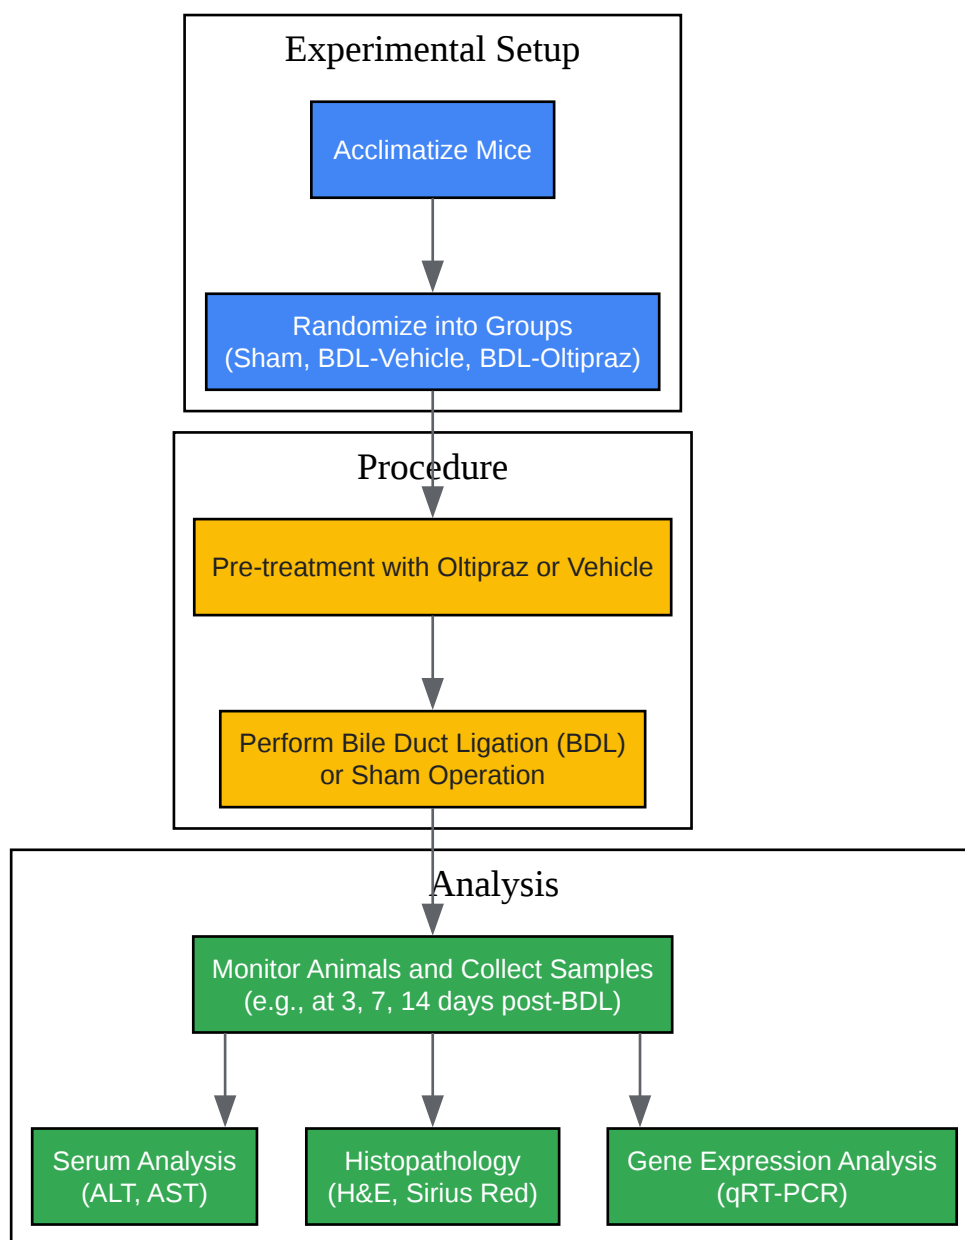 Experimental Setup
Acclimatize Mice
Randomize into Groups
(Sham, BDL-Vehicle, BDL-Oltipraz)
Procedure
Pre-treatment with Oltipraz or Vehicle
Perform Bile Duct Ligation (BDL)
or Sham Operation
Analysis
Monitor Animals and Collect Samples
(e.g., at 3, 7, 14 days post-BDL)
Serum Analysis
(ALT, AST)
Histopathology
(H&E, Sirius Red)
Gene Expression Analysis
(qRT-PCR)